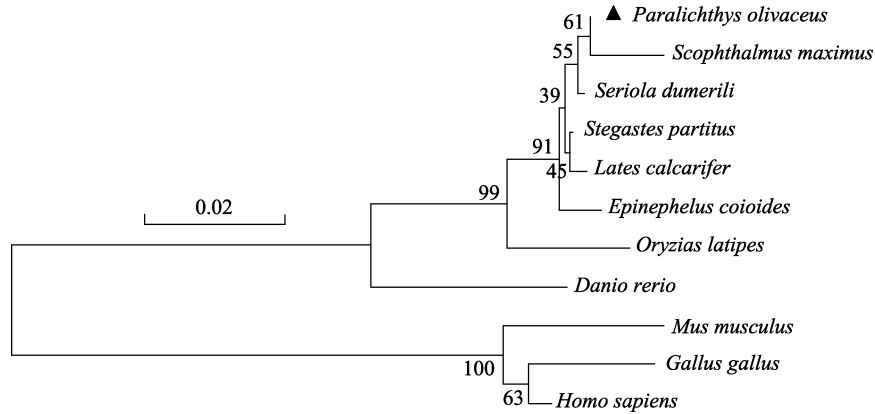 61
Paralichthys olivaceus
Scophthalmus maximus
55
Seriola dumerili
39
Stegastes partitus
91
Lates calcarifer
45
99
Epinephelus coioides
0.02
Oryzias latipes
Danio rerio
Mus musculus
Gallus gallus
100
63
Homo sapiens